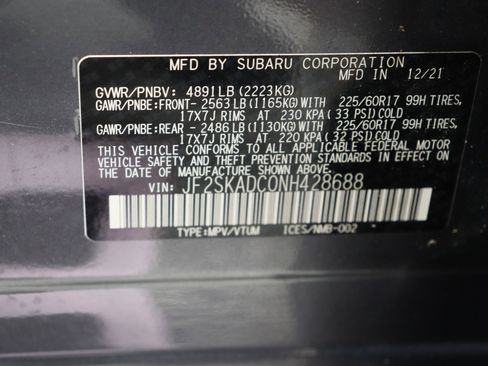 MFD BY SUBARU CORPORATION
MFD IN 12/21
GVWR/PNBV: 4891LB (2223KG)
GAWR/PNBE:FRONT-2563LB(1165KG)WITH 225/60R17 99H TIRES,
17X7J RIMS AT 230 KPA(33 PSI)COLD
GAWR/PNBE:REAR -2486LB(1130KG)WITH 225/60R17 99H TIRES,
17X7J RIMS AT 220 KPA(32 PSI)COLD
THIS VEHICLE CONFORMS TO ALL APPLICABLE FEDERAL MOTOR
VEHICLE SAFETY, BUMPER, AND THEFT PREVENTION STANDARDS
IN EFFECT ON THE DATE OF MANUFACTURE SHOWN ABOVE.
VIN: JF2SKADC0NH428688
TYPE:MPV/VTUM ICES/NMB-002